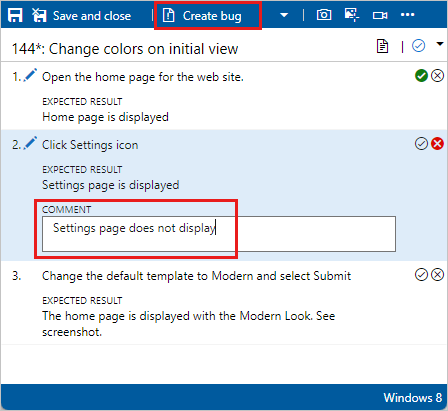 Save and close Create bug
144*: Change colors on initial view
1. Open the home page for the web site.
EXPECTED RESULT
Home page is displayed
2. Click Settings icon
EXPECTED RESULT
Settings page is displayed
COMMENT
Settings page does not display
3. Change the default template to Modern and select Submit
EXPECTED RESULT
The home page is displayed with the Modern Look. See
screenshot.
Windows 8